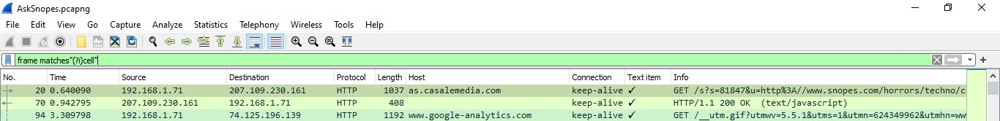 AskSnopes.pcapng
File Edit View Go Capture Analyze Statistics Telephony Wireless Tools Help
frame matches"(?i)cell"
No. Time Source Destination Protocol Length Host Connection Text item Info
20 0.640090 192.168.1.71 207.109.230.161 HTTP 1037 as.casalemedia.com keep-alive ✓ GET /s?s=81847&u=http%3A//www.snopes.com/horrors/techno/c
70 0.942795 207.109.230.161 192.168.1.71 HTTP 408 keep-alive ✓ HTTP/1.1 200 OK (text/javascript)
94 3.309798 192.168.1.71 74.125.196.139 HTTP 1192 www.google-analytics.com keep-alive ✓ GET /__utm.gif?utmwv=5.5.1&utms=1&utmn=624349962&utmhn=ww